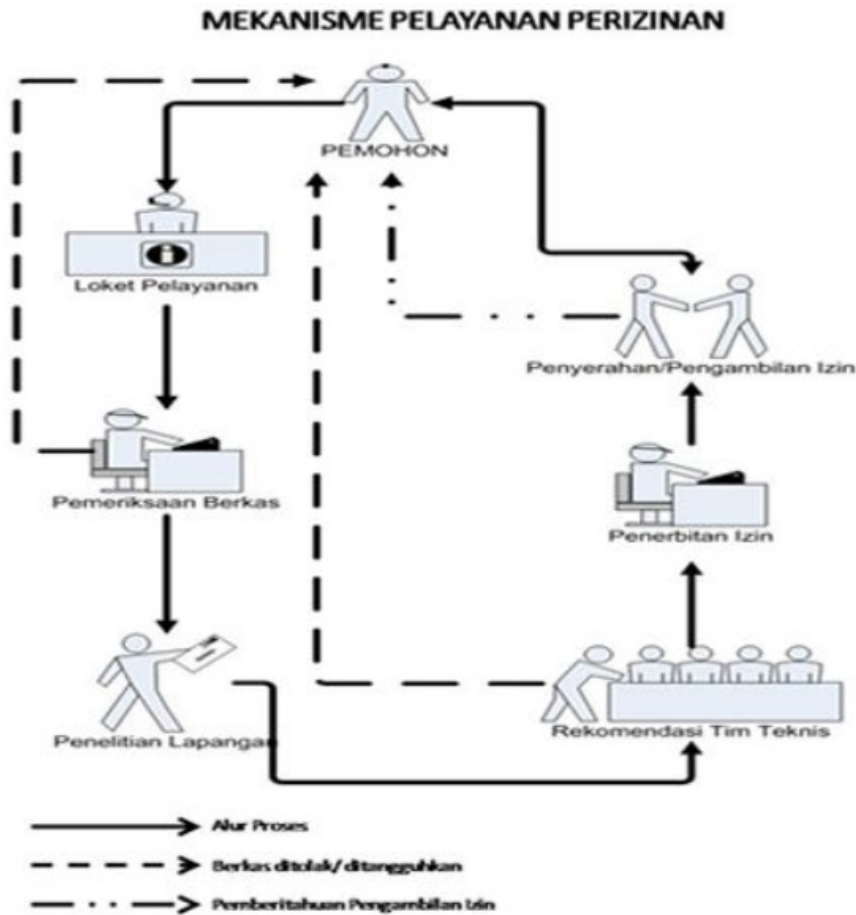 MEKANISME PELAYANAN PERIZINAN
PEMOHON
Loket Pelayanan
Penyerahan/Pengambilan Izin
Pemeriksaan Berkas
Penerbitan Izin
Penelitian Lapangan
Rekomendasi Tim Teknis
Alur Proses
Berkas ditolak/ ditangguhkan
Pemberitahuan Pengambilan Izin